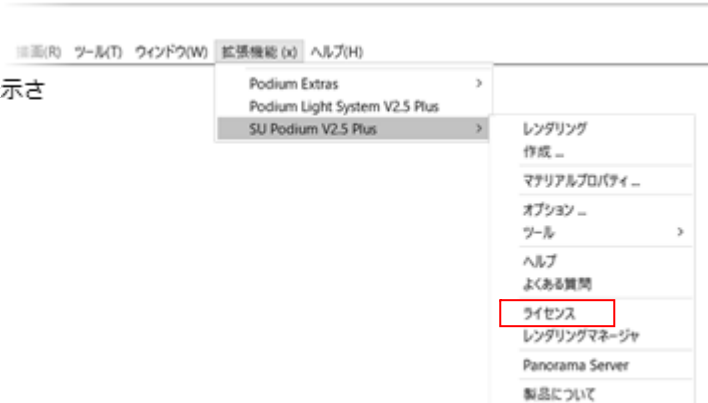 描画(R) ツール(T) ウィンドウ(W) 拡張機能 (x) ヘルプ(H)
示さ
Podium Extras
Podium Light System V2.5 Plus
SU Podium V2.5 Plus
レンダリング
作成 ...
マテリアルプロパティ ...
オプション ...
ツール
ヘルプ
よくある質問
ライセンス
レンダリングマネージャ
Panorama Server
製品について